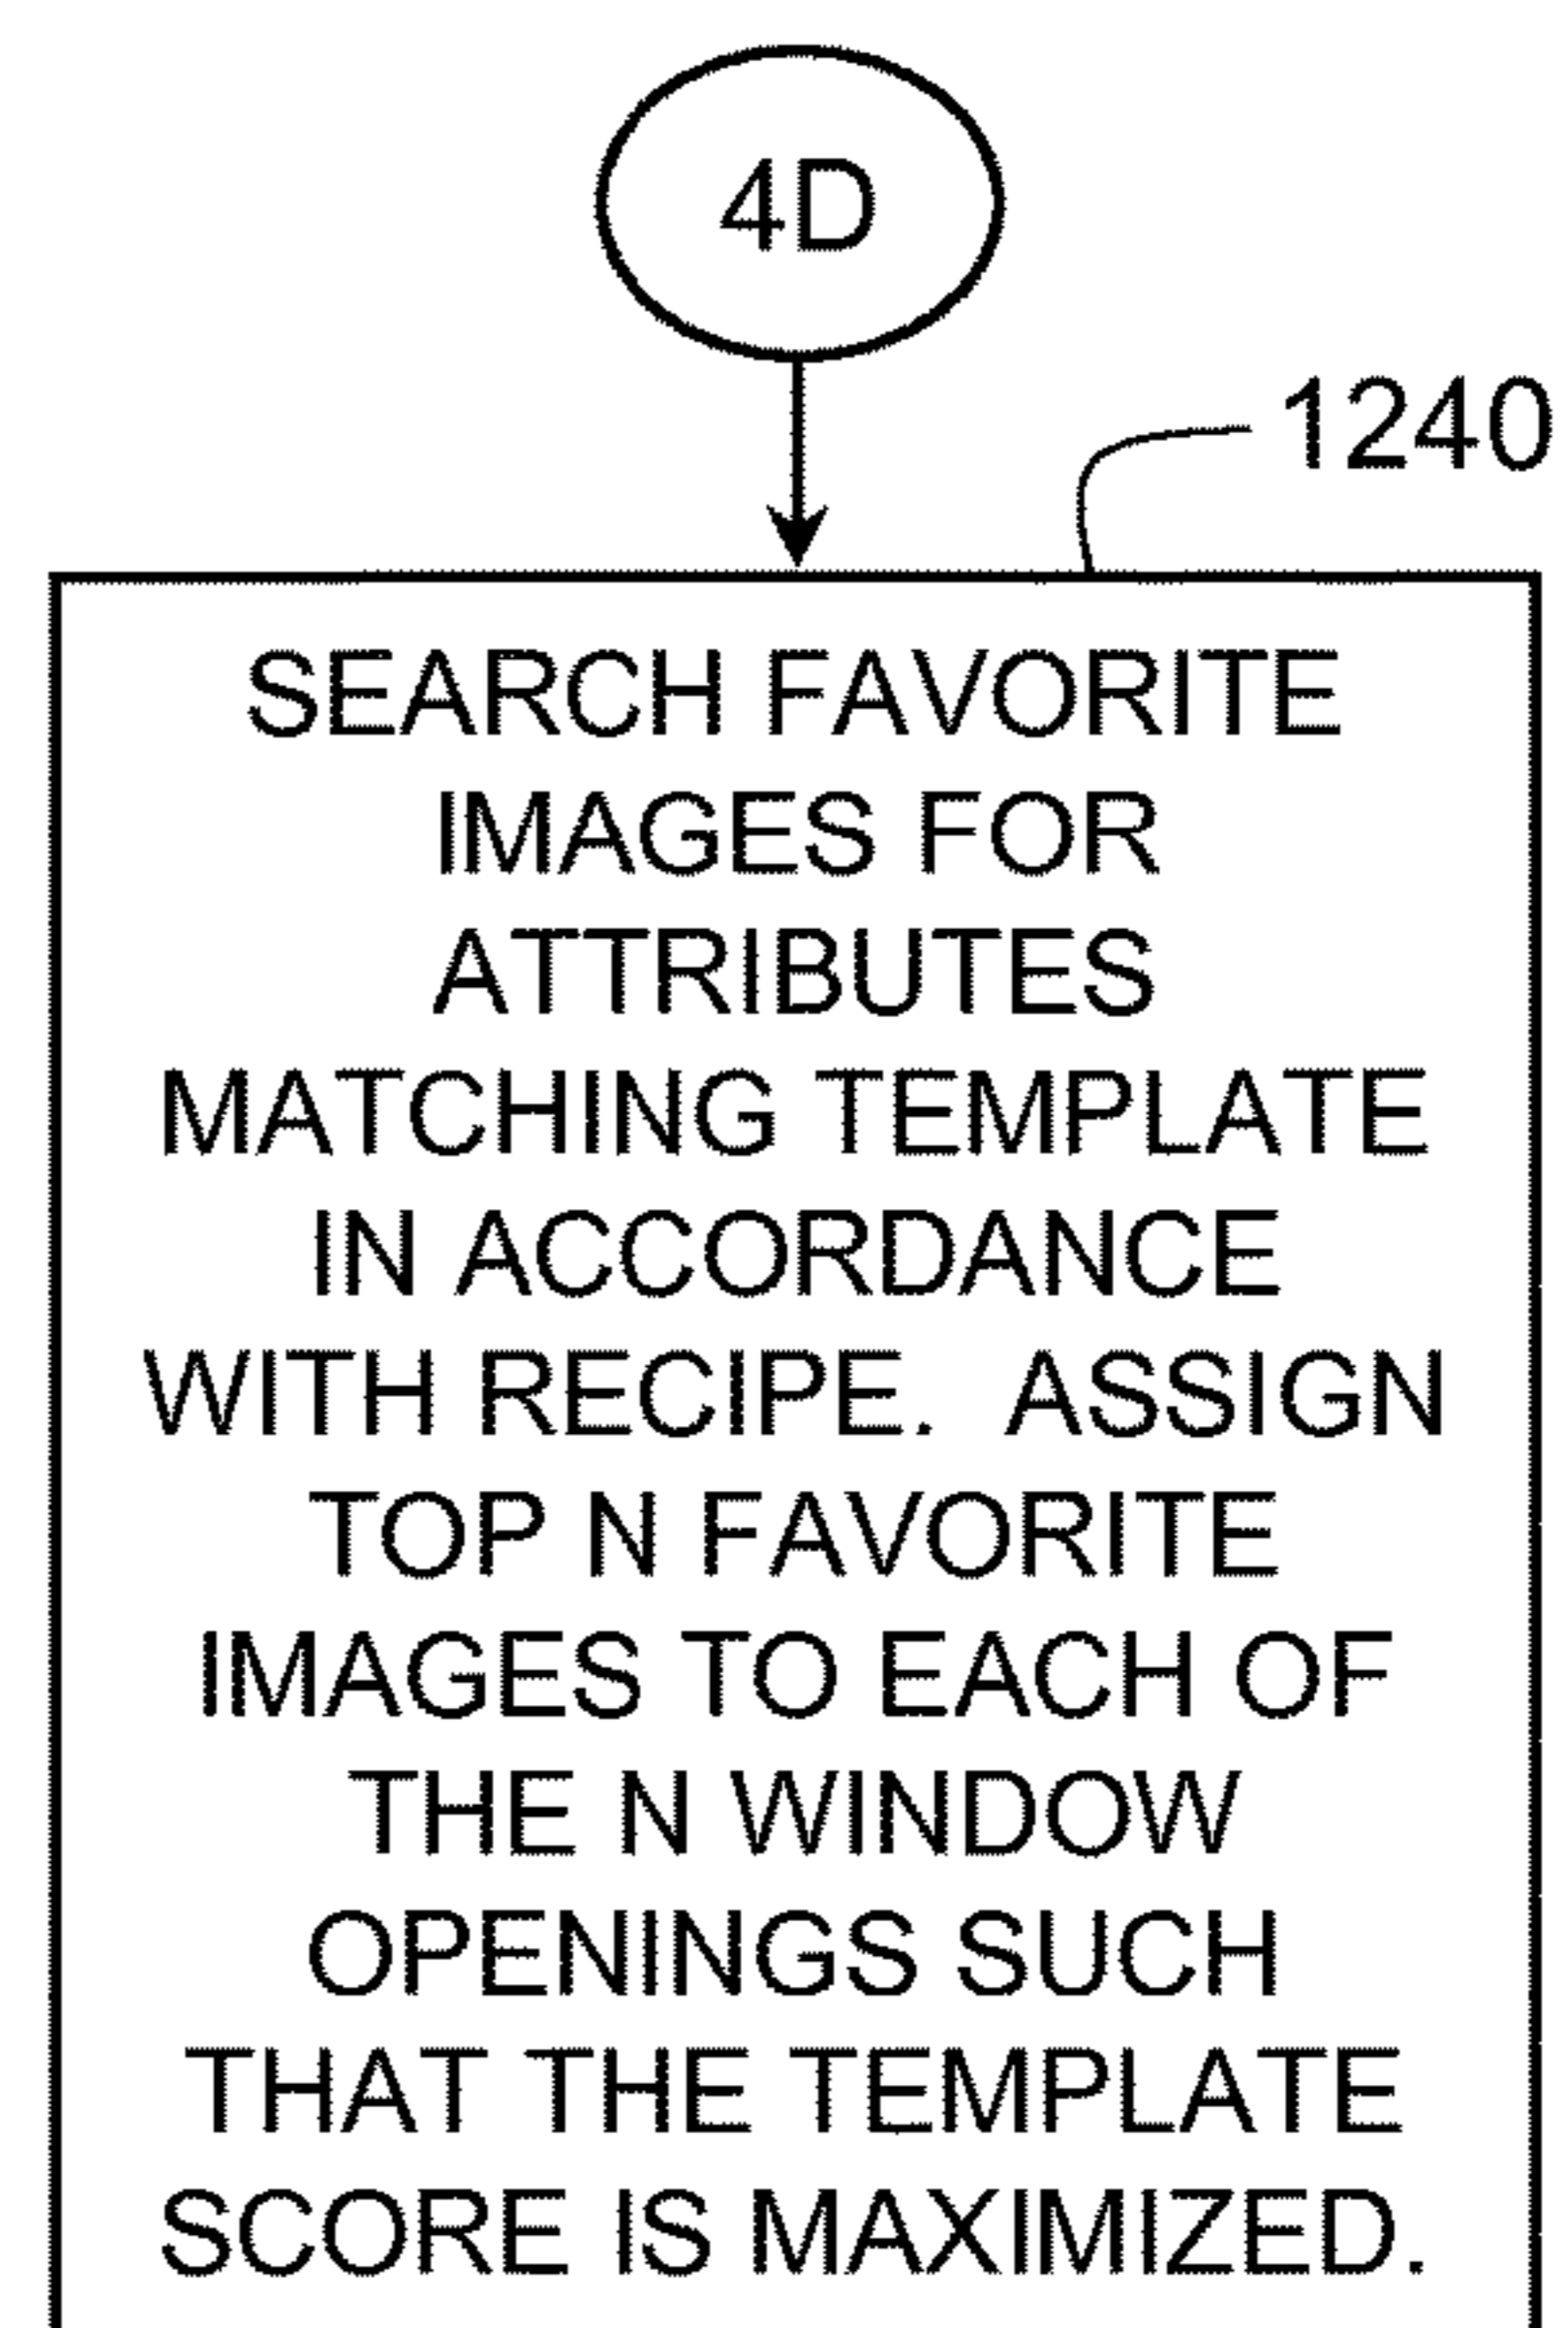 4D
1240
SEARCH FAVORITE
IMAGES FOR
ATTRIBUTES
MATCHING TEMPLATE
IN ACCORDANCE
WITH RECIPE.  ASSIGN
TOP N FAVORITE
IMAGES TO EACH OF
THE N WINDOW
OPENINGS SUCH
THAT THE TEMPLATE
SCORE IS MAXIMIZED.